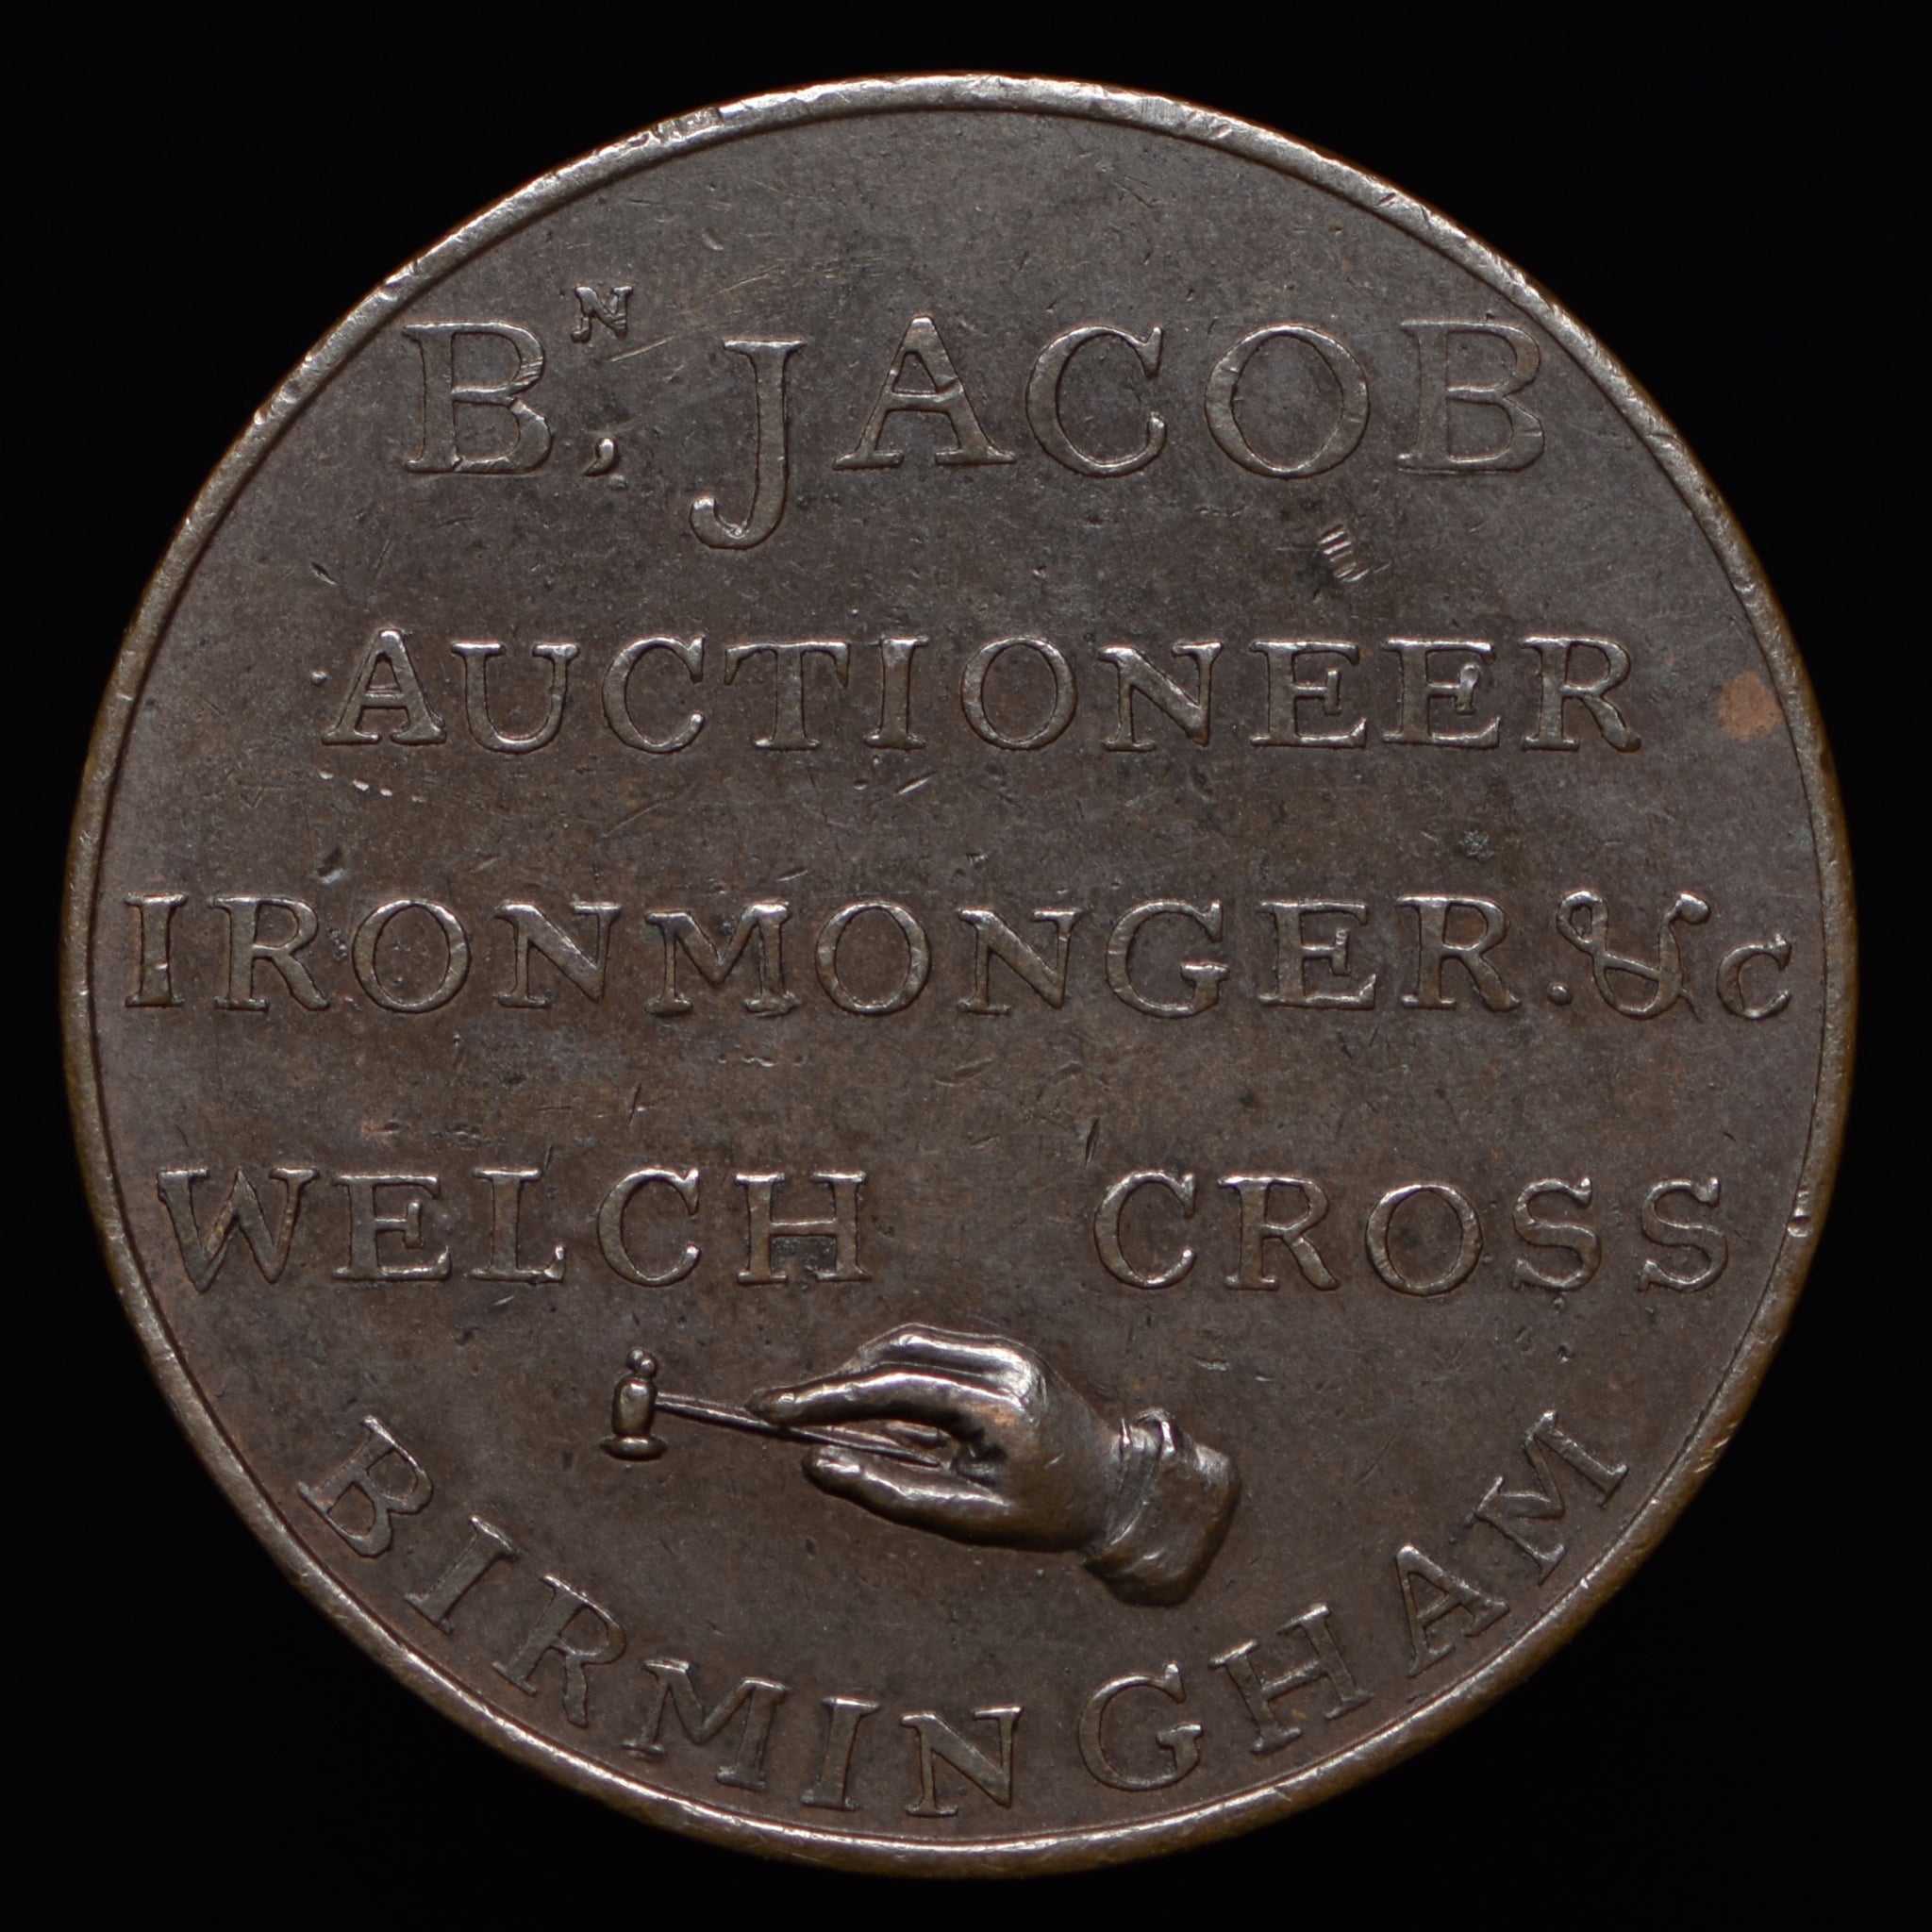 Bᴺ, JACOB
AUCTIONEER
IRONMONGER.&c
WELCH CROSS
BIRMINGHAM